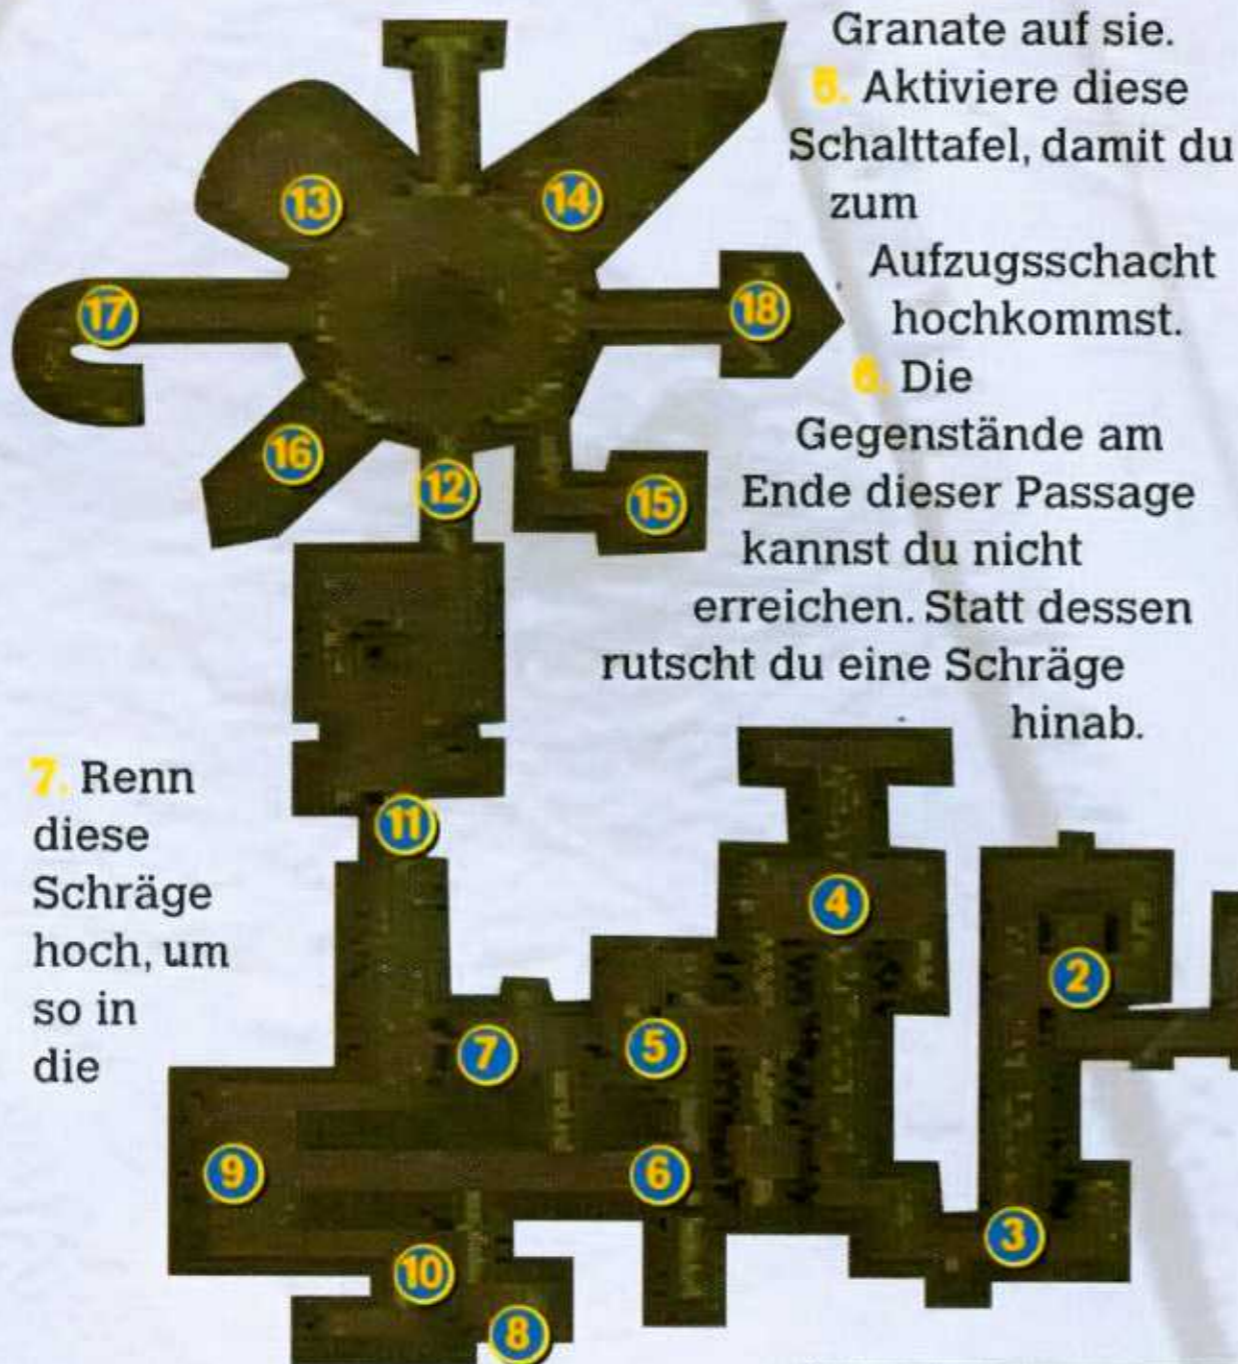 Granate auf sie.
5. Aktiviere diese
Schalttafel, damit du
zum
Aufzugsschacht
hochkommst.
6. Die
Gegenstände am
Ende dieser Passage
kannst du nicht
erreichen. Statt dessen
rutscht du eine Schräge
hinab.
7. Renn
diese
Schräge
hoch, um
so in
die
13
14
17
18
16
12
15
11
4
2
7
5
9
6
3
10
8